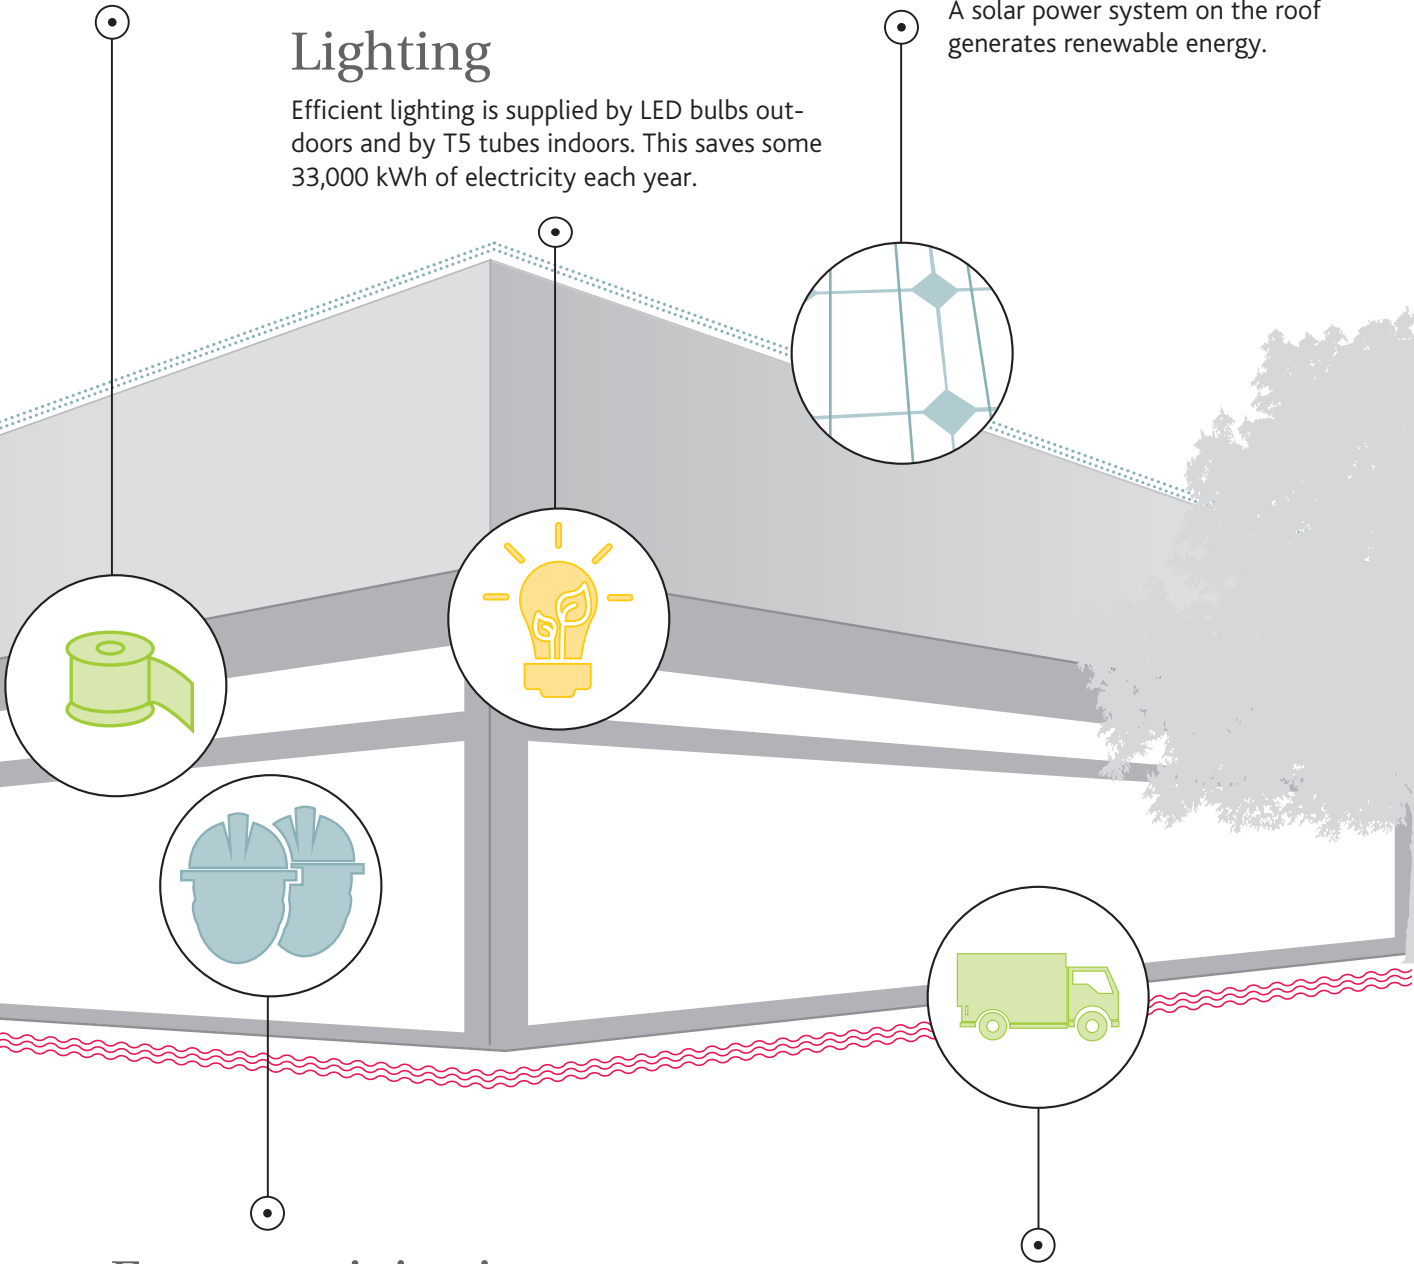 Lighting
Efficient lighting is supplied by LED bulbs out-
doors and by T5 tubes indoors. This saves some
33,000 kWh of electricity each year.
A solar power system on the roof
generates renewable energy.